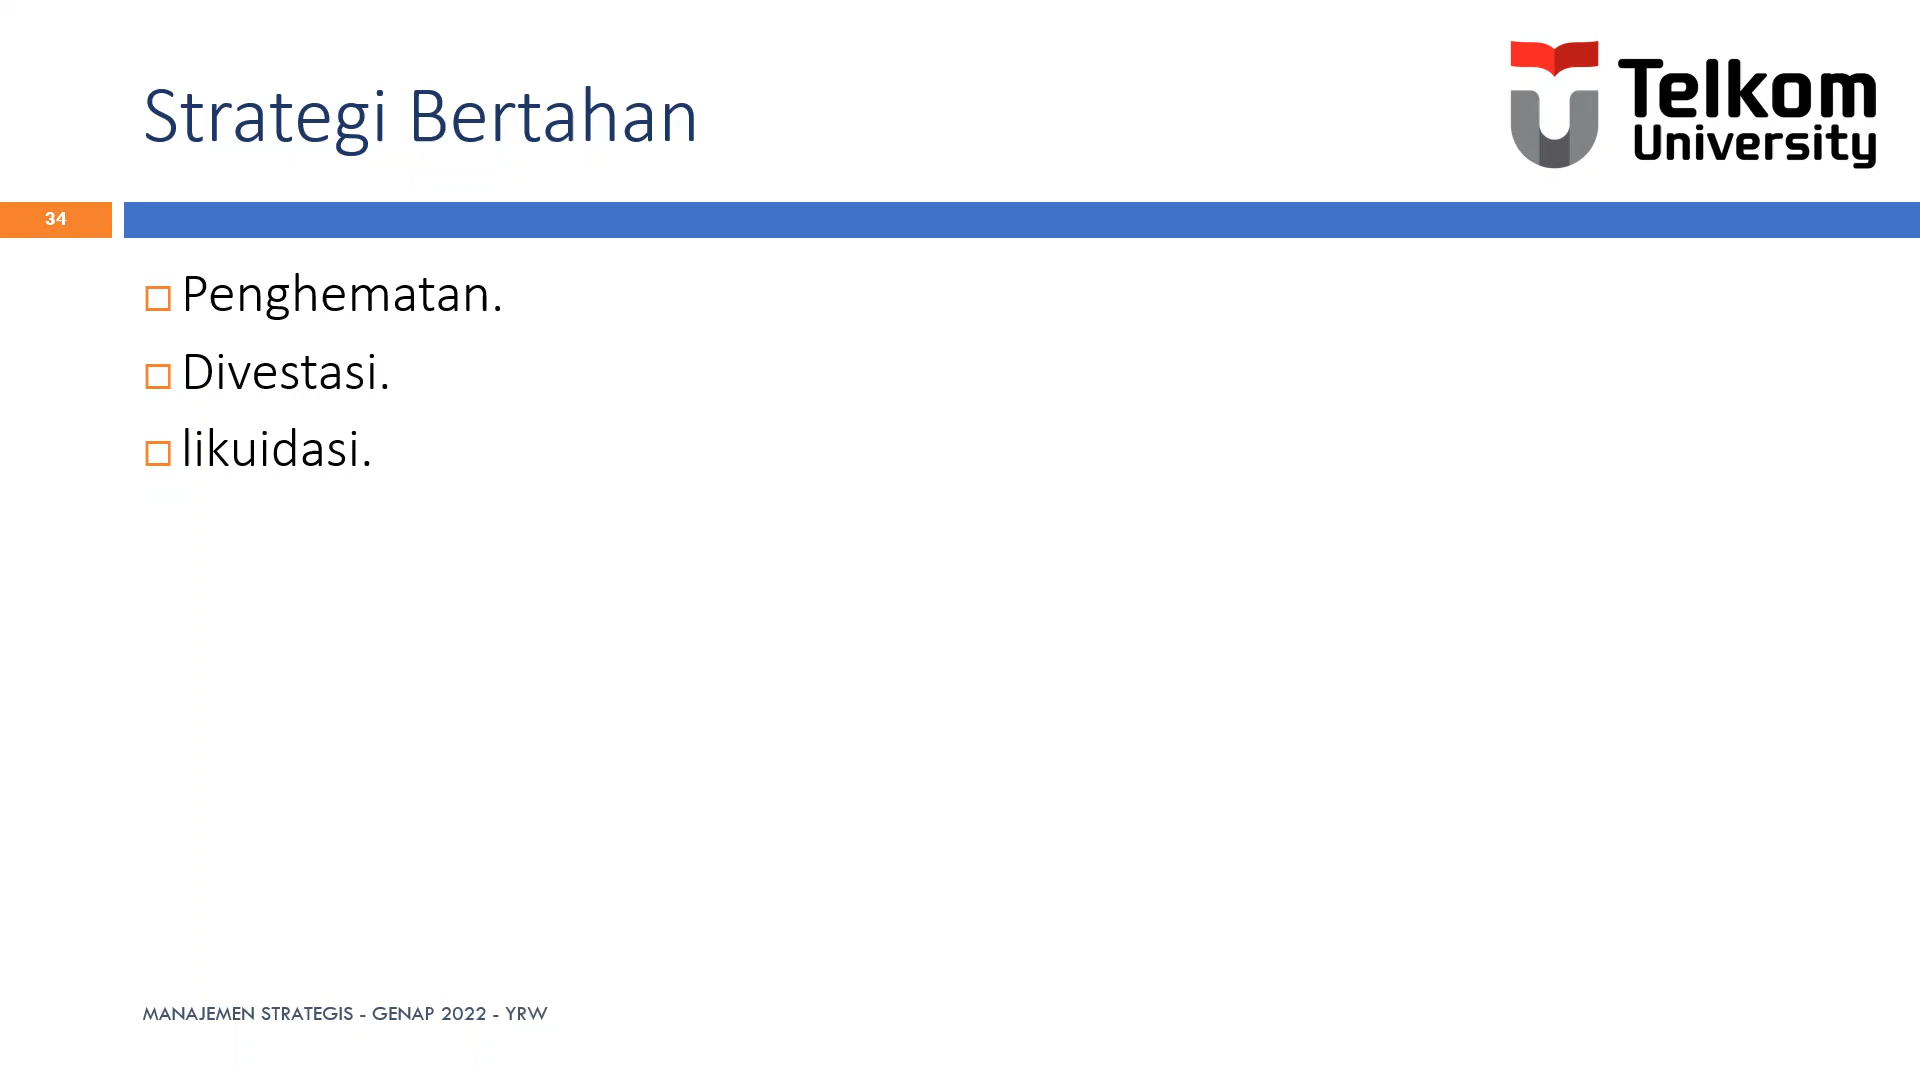 Strategi Bertahan
Telkom
University
34
Penghematan.
Divestasi.
likuidasi.
MANAJEMEN STRATEGIS - GENAP 2022 - YRW